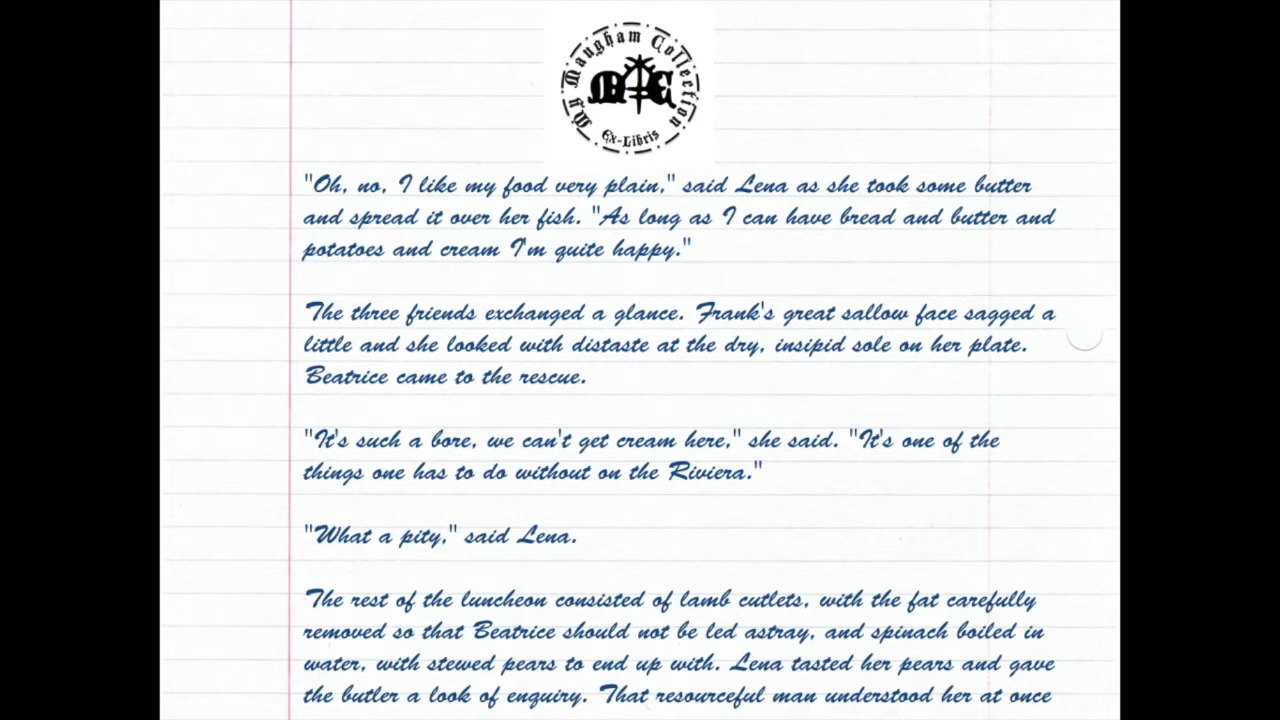 My Maugham Collection
MC
Ex-Libris
"Oh, no, I like my food very plain," said Lena as she took some butter
and spread it over her fish. "As long as I can have bread and butter and
potatoes and cream I'm quite happy."
The three friends exchanged a glance. Frank's great sallow face sagged a
little and she looked with distaste at the dry, insipid sole on her plate.
Beatrice came to the rescue.
"It's such a bore, we can't get cream here," she said. "It's one of the
things one has to do without on the Riviera."
"What a pity," said Lena.
The rest of the luncheon consisted of lamb cutlets, with the fat carefully
removed so that Beatrice should not be led astray, and spinach boiled in
water, with stewed pears to end up with. Lena tasted her pears and gave
the butler a look of enquiry. That resourceful man understood her at once